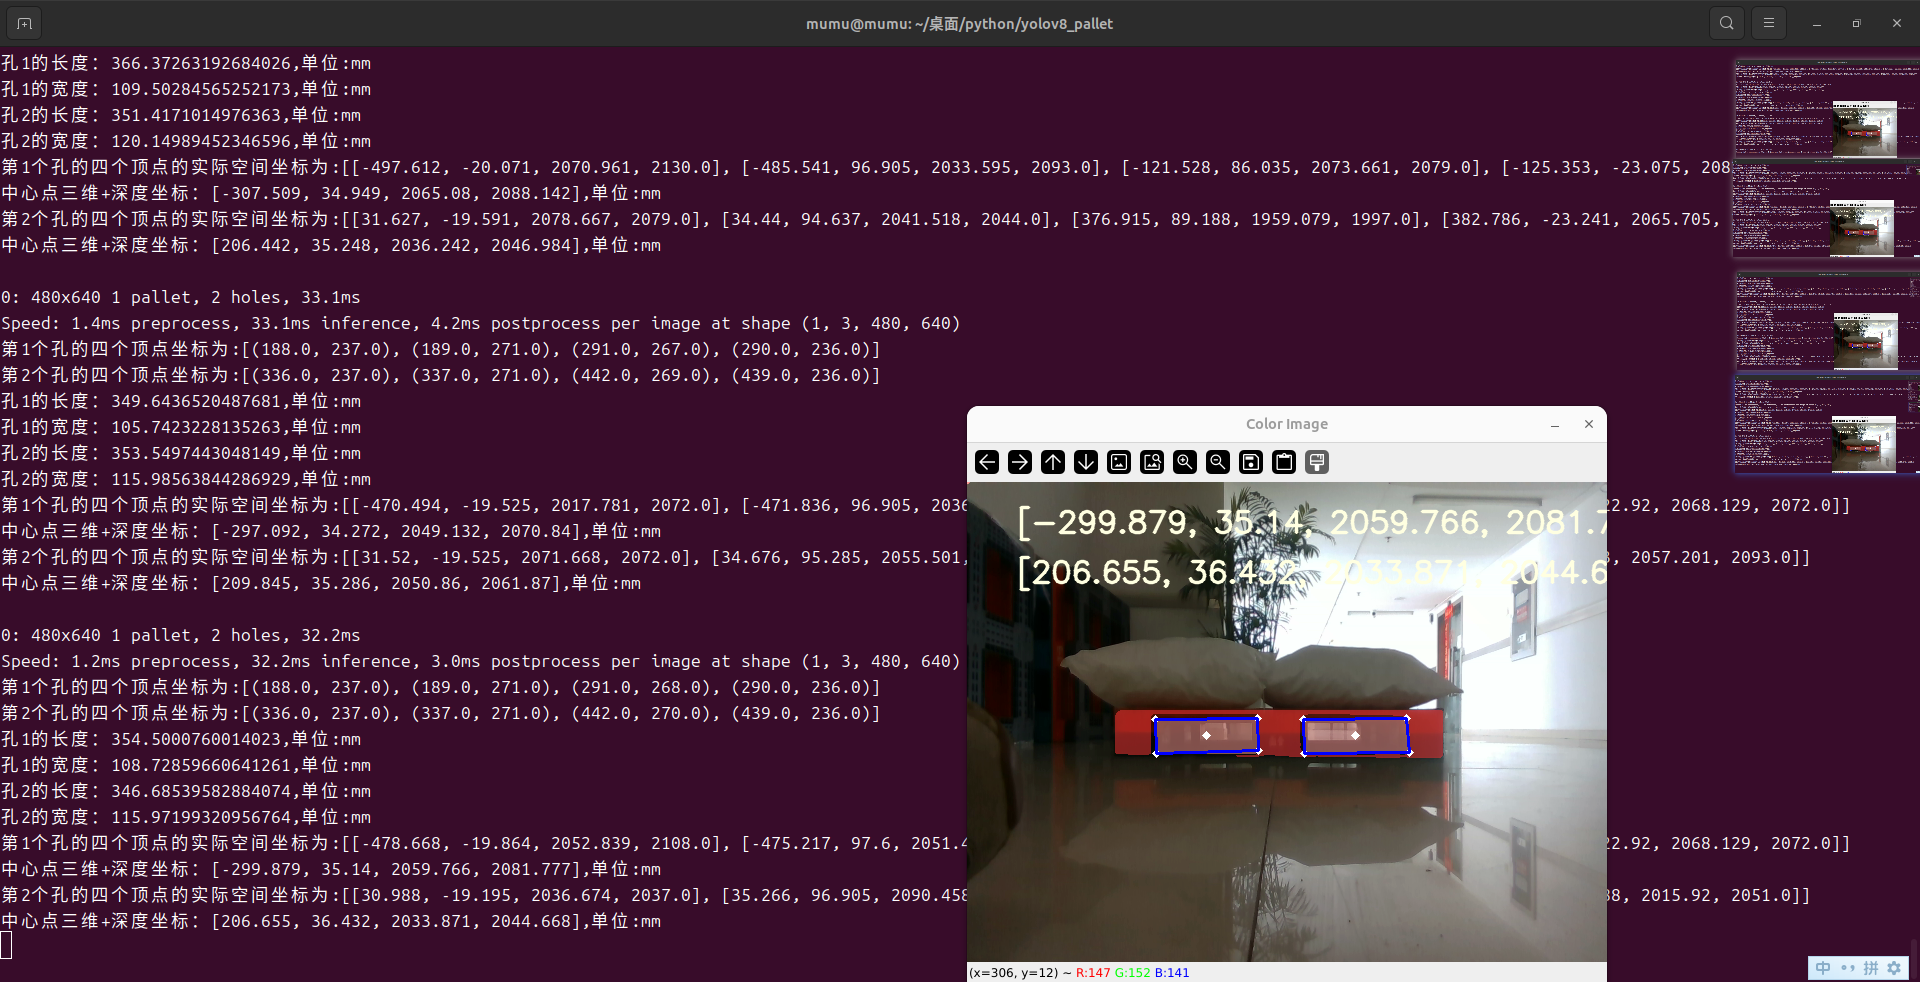 mumu@mumu: ~/桌面/python/yolov8_pallet
孔1的长度：366.37263192684026,单位:mm
孔1的宽度：109.50284565252173,单位:mm
孔2的长度：351.4171014976363,单位:mm
孔2的宽度：120.14989452346596,单位:mm
第1个孔的四个顶点的实际空间坐标为:[[-497.612, -20.071, 2070.961, 2130.0], [-485.541, 96.905, 2033.595, 2093.0], [-121.528, 86.035, 2073.661, 2079.0], [-125.353, -23.075, 208
中心点三维+深度坐标：[-307.509, 34.949, 2065.08, 2088.142],单位:mm
第2个孔的四个顶点的实际空间坐标为:[[31.627, -19.591, 2078.667, 2079.0], [34.44, 94.637, 2041.518, 2044.0], [376.915, 89.188, 1959.079, 1997.0], [382.786, -23.241, 2065.705,
中心点三维+深度坐标：[206.442, 35.248, 2036.242, 2046.984],单位:mm
0: 480x640 1 pallet, 2 holes, 33.1ms
Speed: 1.4ms preprocess, 33.1ms inference, 4.2ms postprocess per image at shape (1, 3, 480, 640)
第1个孔的四个顶点坐标为:[(188.0, 237.0), (189.0, 271.0), (291.0, 267.0), (290.0, 236.0)]
第2个孔的四个顶点坐标为:[(336.0, 237.0), (337.0, 271.0), (442.0, 269.0), (439.0, 236.0)]
孔1的长度：349.6436520487681,单位:mm
孔1的宽度：105.7423228135263,单位:mm
孔2的长度：353.5497443048149,单位:mm
孔2的宽度：115.98563844286929,单位:mm
第1个孔的四个顶点的实际空间坐标为:[[-470.494, -19.525, 2017.781, 2072.0], [-471.836, 96.905, 2036 22.92, 2068.129, 2072.0]]
中心点三维+深度坐标：[-297.092, 34.272, 2049.132, 2070.84],单位:mm
第2个孔的四个顶点的实际空间坐标为:[[31.52, -19.525, 2071.668, 2072.0], [34.676, 95.285, 2055.501, , 2057.201, 2093.0]]
中心点三维+深度坐标：[209.845, 35.286, 2050.86, 2061.87],单位:mm
0: 480x640 1 pallet, 2 holes, 32.2ms
Speed: 1.2ms preprocess, 32.2ms inference, 3.0ms postprocess per image at shape (1, 3, 480, 640)
第1个孔的四个顶点坐标为:[(188.0, 237.0), (189.0, 271.0), (291.0, 268.0), (290.0, 236.0)]
第2个孔的四个顶点坐标为:[(336.0, 237.0), (337.0, 271.0), (442.0, 270.0), (439.0, 236.0)]
孔1的长度：354.5000760014023,单位:mm
孔1的宽度：108.72859660641261,单位:mm
孔2的长度：346.68539582884074,单位:mm
孔2的宽度：115.97199320956764,单位:mm
第1个孔的四个顶点的实际空间坐标为:[[-478.668, -19.864, 2052.839, 2108.0], [-475.217, 97.6, 2051.4 22.92, 2068.129, 2072.0]]
中心点三维+深度坐标：[-299.879, 35.14, 2059.766, 2081.777],单位:mm
第2个孔的四个顶点的实际空间坐标为:[[30.988, -19.195, 2036.674, 2037.0], [35.266, 96.905, 2090.458 38, 2015.92, 2051.0]]
中心点三维+深度坐标：[206.655, 36.432, 2033.871, 2044.668],单位:mm
Color Image
[-299.879, 35.14, 2059.766, 2081.7
[206.655, 36.432, 2033.871, 2044.6
(x=306, y=12) ~ R:147 G:152 B:141
中 拼